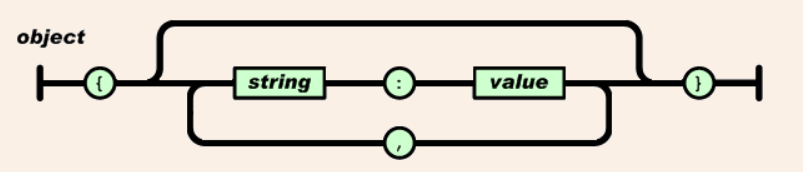 object
{ string : value }
,